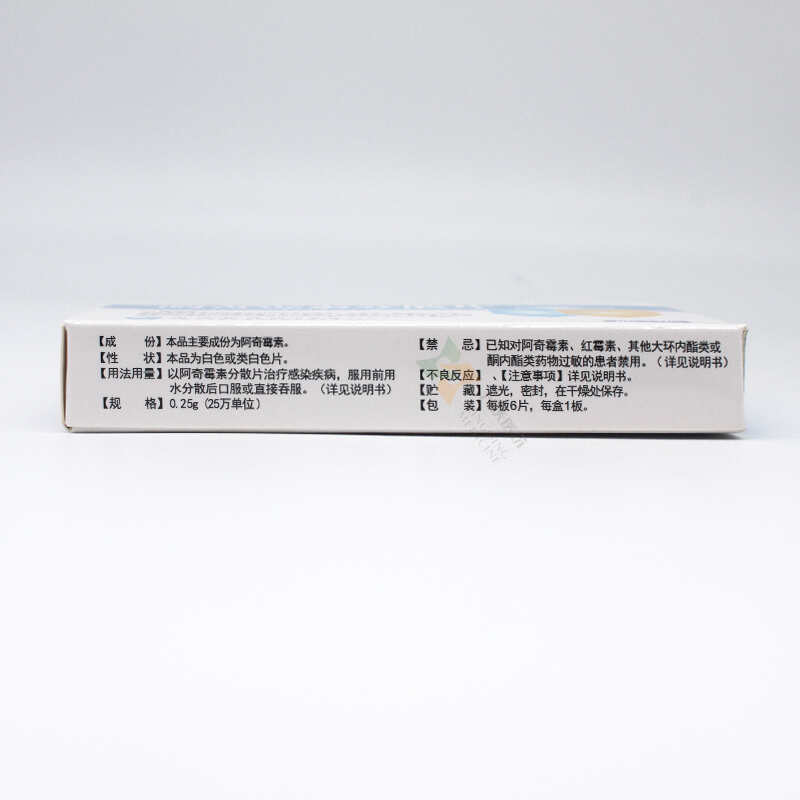 【成 份】本品主要成份为阿奇霉素。
【性 状】本品为白色或类白色片。
【用法用量】以阿奇霉素分散片治疗感染疾病，服用前用
水分散后口服或直接吞服。（详见说明书）
【规 格】0.25g（25万单位）
【禁 忌】已知对阿奇霉素、红霉素、其他大环内酯类或
酮内酯类药物过敏的患者禁用。（详见说明书）
【不良反应】、【注意事项】详见说明书。
【贮 藏】遮光，密封，在干燥处保存。
【包 装】每板6片，每盒1板。